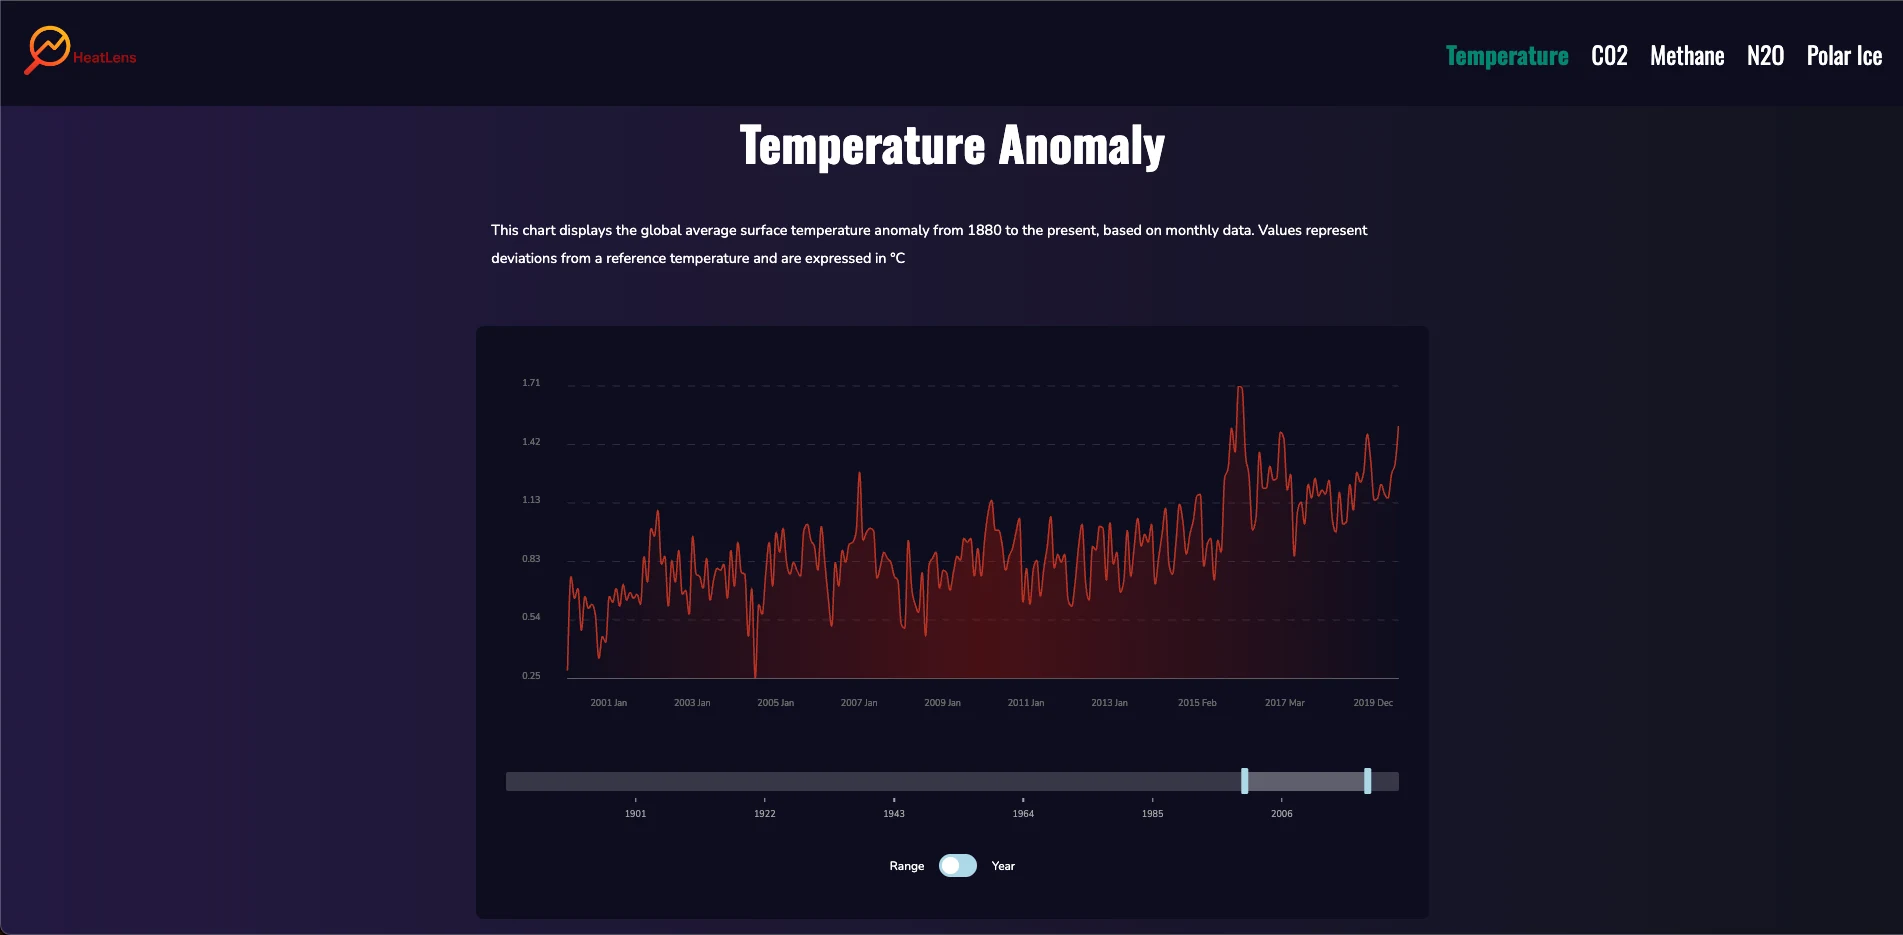 HeatLens
Temperature CO2 Methane N2O Polar Ice
Temperature Anomaly
This chart displays the global average surface temperature anomaly from 1880 to the present, based on monthly data. Values represent
deviations from a reference temperature and are expressed in °C
1.71
1.42
1.13
0.83
0.54
0.25
2001 Jan 2003 Jan 2005 Jan 2007 Jan 2009 Jan 2011 Jan 2013 Jan 2015 Feb 2017 Mar 2019 Dec
1901 1922 1943 1964 1985 2006
Range Year